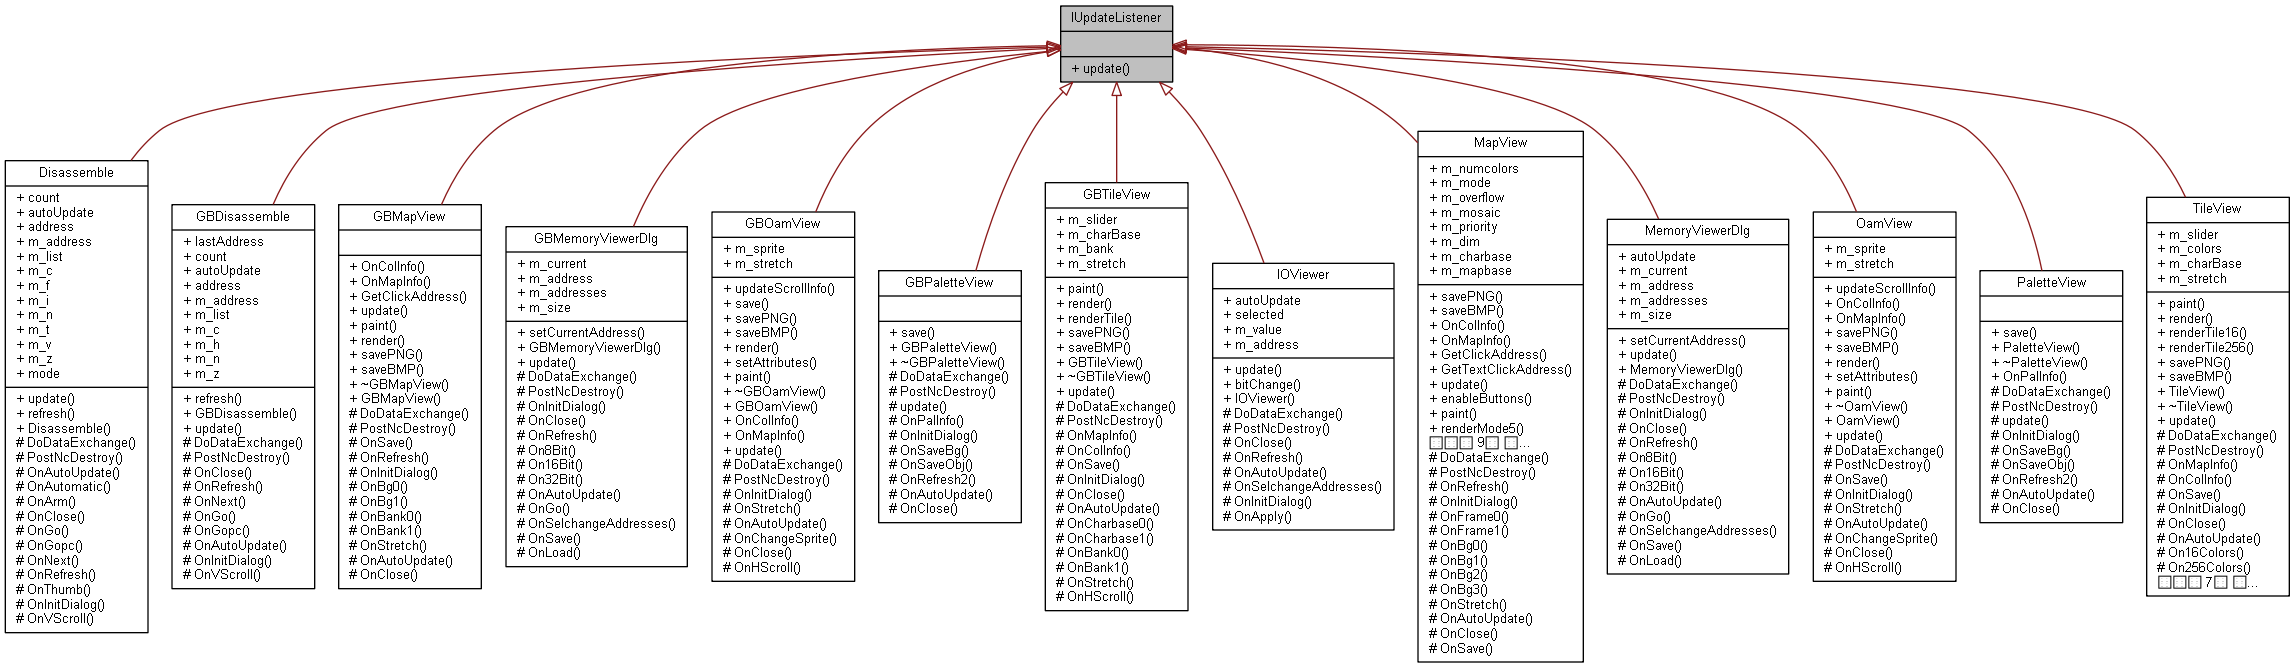 IUpdateListener
+ update()
Disassemble
+ count
+ autoUpdate
+ address
+ m_address
+ m_list
+ m_c
+ m_f
+ m_i
+ m_n
+ m_t
+ m_v
+ m_z
+ mode
+ update()
+ refresh()
+ Disassemble()
# DoDataExchange()
# PostNcDestroy()
# OnAutoUpdate()
# OnAutomatic()
# OnArm()
# OnClose()
# OnGo()
# OnGopc()
# OnNext()
# OnRefresh()
# OnThumb()
# OnInitDialog()
# OnVScroll()
GBDisassemble
+ lastAddress
+ count
+ autoUpdate
+ address
+ m_address
+ m_list
+ m_c
+ m_h
+ m_n
+ m_z
+ refresh()
+ GBDisassemble()
+ update()
# DoDataExchange()
# PostNcDestroy()
# OnClose()
# OnRefresh()
# OnNext()
# OnGo()
# OnGopc()
# OnAutoUpdate()
# OnInitDialog()
# OnVScroll()
GBMapView
+ OnColInfo()
+ OnMapInfo()
+ GetClickAddress()
+ update()
+ paint()
+ render()
+ savePNG()
+ saveBMP()
+ ~GBMapView()
+ GBMapView()
# DoDataExchange()
# PostNcDestroy()
# OnSave()
# OnRefresh()
# OnInitDialog()
# OnBg0()
# OnBg1()
# OnBank0()
# OnBank1()
# OnStretch()
# OnAutoUpdate()
# OnClose()
GBMemoryViewerDlg
+ m_current
+ m_address
+ m_addresses
+ m_size
+ setCurrentAddress()
+ GBMemoryViewerDlg()
+ update()
# DoDataExchange()
# PostNcDestroy()
# OnInitDialog()
# OnClose()
# OnRefresh()
# On8Bit()
# On16Bit()
# On32Bit()
# OnAutoUpdate()
# OnGo()
# OnSelchangeAddresses()
# OnSave()
# OnLoad()
GBOamView
+ m_sprite
+ m_stretch
+ updateScrollInfo()
+ save()
+ savePNG()
+ saveBMP()
+ render()
+ setAttributes()
+ paint()
+ ~GBOamView()
+ GBOamView()
+ OnColInfo()
+ OnMapInfo()
+ update()
# DoDataExchange()
# PostNcDestroy()
# OnInitDialog()
# OnStretch()
# OnAutoUpdate()
# OnChangeSprite()
# OnClose()
# OnHScroll()
GBPaletteView
+ save()
+ GBPaletteView()
+ ~GBPaletteView()
# DoDataExchange()
# PostNcDestroy()
# update()
# OnPalInfo()
# OnInitDialog()
# OnSaveBg()
# OnSaveObj()
# OnRefresh2()
# OnAutoUpdate()
# OnClose()
GBTileView
+ m_slider
+ m_charBase
+ m_bank
+ m_stretch
+ paint()
+ render()
+ renderTile()
+ savePNG()
+ saveBMP()
+ GBTileView()
+ ~GBTileView()
+ update()
# DoDataExchange()
# PostNcDestroy()
# OnMapInfo()
# OnColInfo()
# OnSave()
# OnInitDialog()
# OnClose()
# OnAutoUpdate()
# OnCharbase0()
# OnCharbase1()
# OnBank0()
# OnBank1()
# OnStretch()
# OnHScroll()
IOViewer
+ autoUpdate
+ selected
+ m_value
+ m_address
+ update()
+ bitChange()
+ IOViewer()
# DoDataExchange()
# PostNcDestroy()
# OnClose()
# OnRefresh()
# OnAutoUpdate()
# OnSelchangeAddresses()
# OnInitDialog()
# OnApply()
MapView
+ m_numcolors
+ m_mode
+ m_overflow
+ m_mosaic
+ m_priority
+ m_dim
+ m_charbase
+ m_mapbase
+ savePNG()
+ saveBMP()
+ OnColInfo()
+ OnMapInfo()
+ GetClickAddress()
+ GetTextClickAddress()
+ update()
+ enableButtons()
+ paint()
+ renderMode5()
9 ...
# DoDataExchange()
# PostNcDestroy()
# OnRefresh()
# OnInitDialog()
# OnFrame0()
# OnFrame1()
# OnBg0()
# OnBg1()
# OnBg2()
# OnBg3()
# OnStretch()
# OnAutoUpdate()
# OnClose()
# OnSave()
MemoryViewerDlg
+ autoUpdate
+ m_current
+ m_address
+ m_addresses
+ m_size
+ setCurrentAddress()
+ update()
+ MemoryViewerDlg()
# DoDataExchange()
# PostNcDestroy()
# OnInitDialog()
# OnClose()
# OnRefresh()
# On8Bit()
# On16Bit()
# On32Bit()
# OnAutoUpdate()
# OnGo()
# OnSelchangeAddresses()
# OnSave()
# OnLoad()
OamView
+ m_sprite
+ m_stretch
+ updateScrollInfo()
+ OnColInfo()
+ OnMapInfo()
+ savePNG()
+ saveBMP()
+ render()
+ setAttributes()
+ paint()
+ ~OamView()
+ OamView()
+ update()
# DoDataExchange()
# PostNcDestroy()
# OnSave()
# OnInitDialog()
# OnStretch()
# OnAutoUpdate()
# OnChangeSprite()
# OnClose()
# OnHScroll()
PaletteView
+ save()
+ PaletteView()
+ ~PaletteView()
+ OnPalInfo()
# DoDataExchange()
# PostNcDestroy()
# update()
# OnInitDialog()
# OnSaveBg()
# OnSaveObj()
# OnRefresh2()
# OnAutoUpdate()
# OnClose()
TileView
+ m_slider
+ m_colors
+ m_charBase
+ m_stretch
+ paint()
+ render()
+ renderTile16()
+ renderTile256()
+ savePNG()
+ saveBMP()
+ TileView()
+ ~TileView()
+ update()
# DoDataExchange()
# PostNcDestroy()
# OnMapInfo()
# OnColInfo()
# OnSave()
# OnInitDialog()
# OnClose()
# OnAutoUpdate()
# On16Colors()
# On256Colors()
7 ...